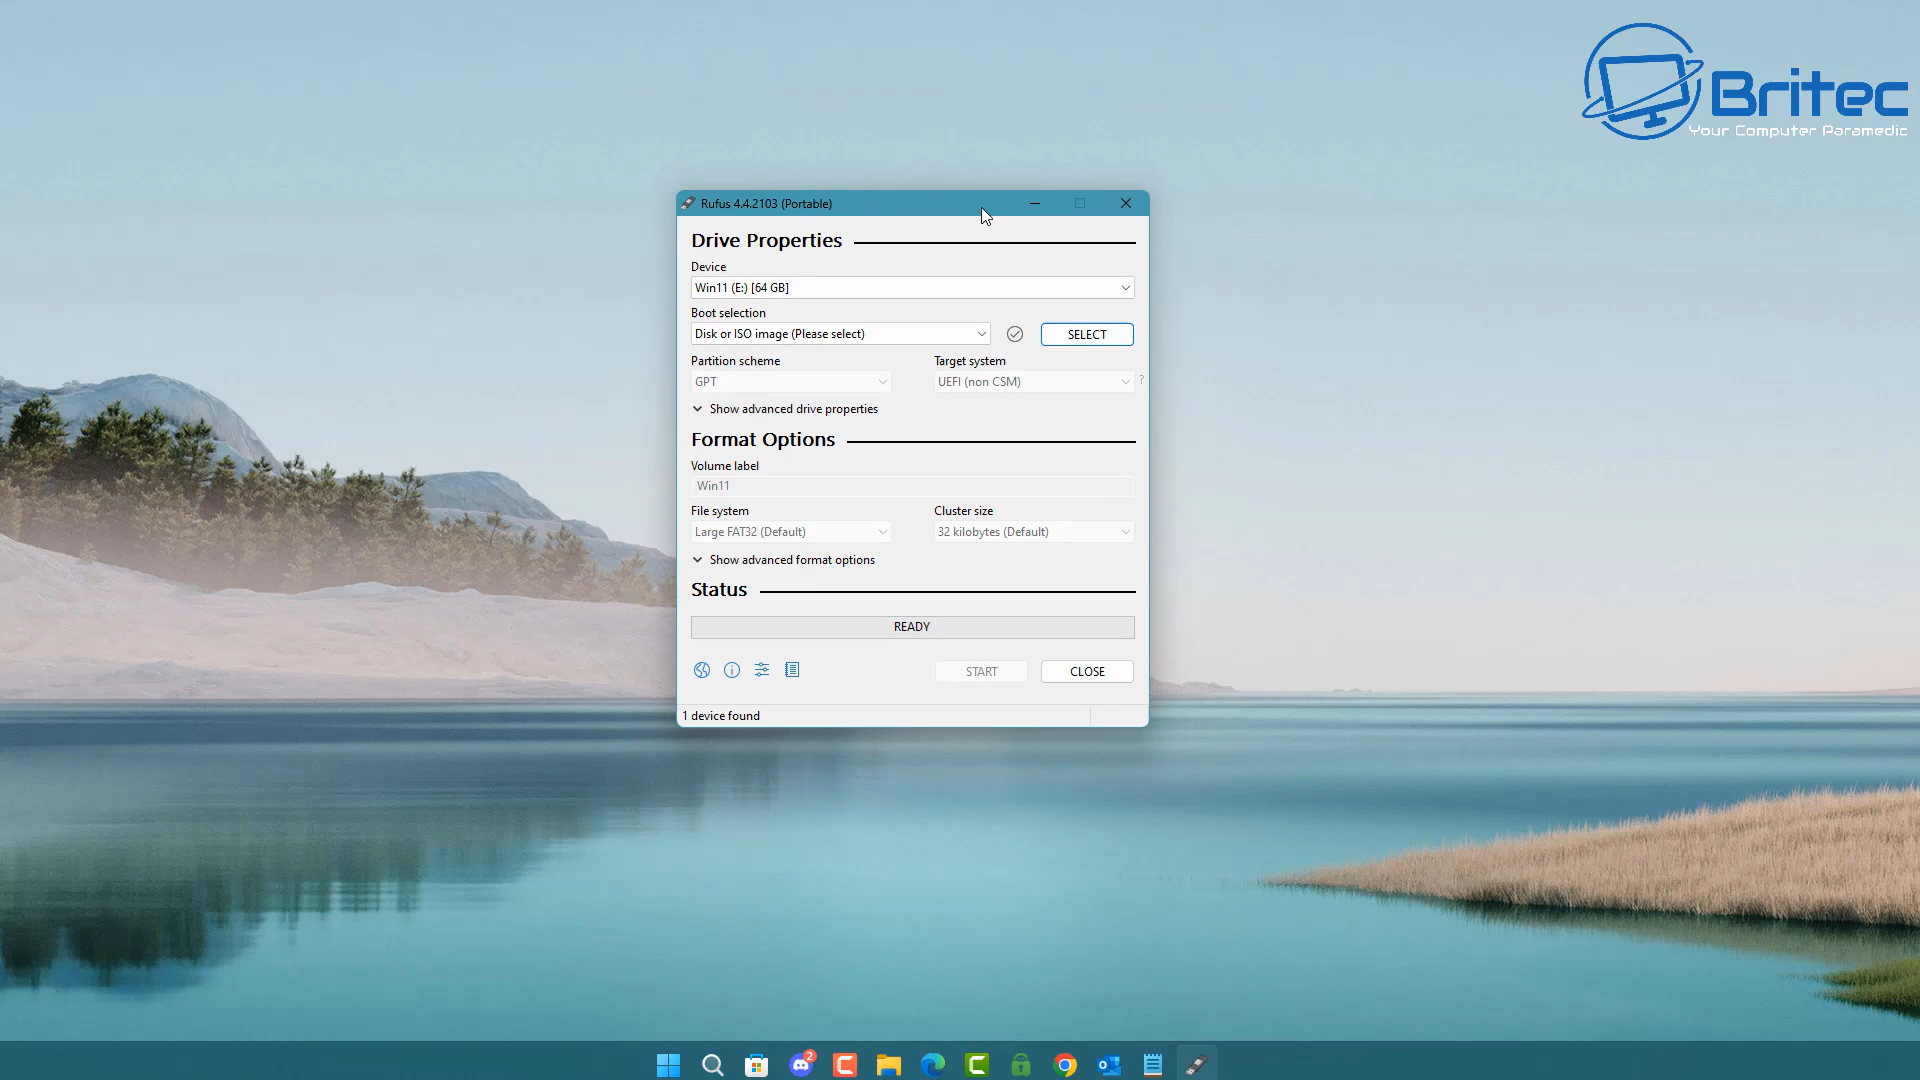 Britec
Your Computer Paramedic
Rufus 4.4.2103 (Portable)
Drive Properties
Device
Win11 (E:) [64 GB]
Boot selection
Disk or ISO image (Please select)
SELECT
Partition scheme
Target system
GPT
UEFI (non CSM)
?
Show advanced drive properties
Format Options
Volume label
Win11
File system
Cluster size
Large FAT32 (Default)
32 kilobytes (Default)
Show advanced format options
Status
READY
START
CLOSE
1 device found
2